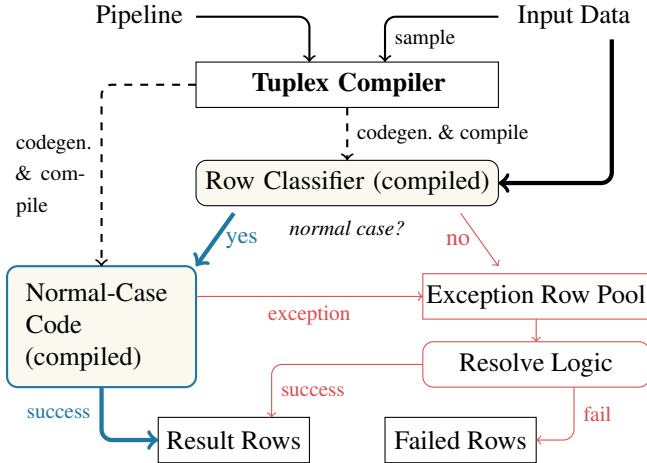 Pipeline
Input Data
sample
Tuplex Compiler
codegen.
& com-
pile
codegen. & compile
Row Classifier (compiled)
yes
normal case?
no
Normal-Case
Code
(compiled)
exception
Exception Row Pool
Resolve Logic
success
success
fail
Result Rows
Failed Rows